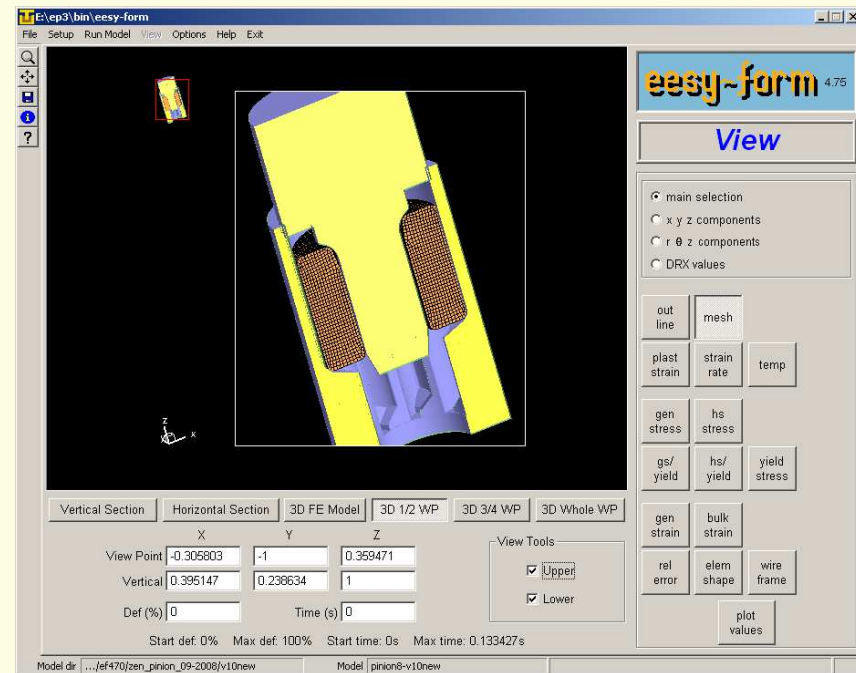 E:\ep3\bin\eesy-form
File Setup Run Model View Options Help Exit
eesy-form 4.75
View
main selection
x y z components
r θ z components
DRX values
out line
mesh
plast strain
strain rate
temp
gen stress
hs stress
gs/ yield
hs/ yield
yield stress
gen strain
bulk strain
rel error
elem shape
wire frame
plot values
z
x
Vertical Section Horizontal Section 3D FE Model 3D 1/2 WP 3D 3/4 WP 3D Whole WP
X Y Z
View Point -0.305803 -1 0.359471
Vertical 0.395147 0.238634 1
Def (%) 0 Time (s) 0
View Tools
Upper
Lower
Start def: 0% Max def: 100% Start time: 0s Max time: 0.133427s
Model dir .../ef470/zen_pinion_09-2008/v10new Model pinion8-v10new